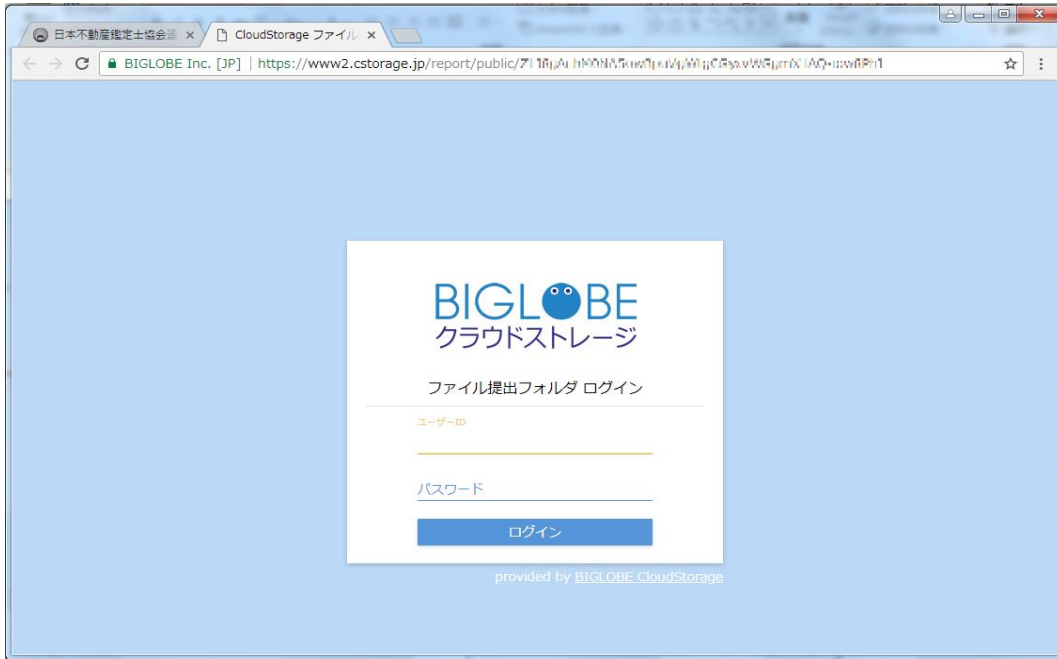 日本不動産鑑定士協会連
CloudStorage ファイル
BIGLOBE Inc. [JP] | https://www2.cstorage.jp/report/public/
BIGLOBE
クラウドストレージ
ファイル提出フォルダ ログイン
ユーザーID
パスワード
ログイン
provided by BIGLOBE CloudStorage